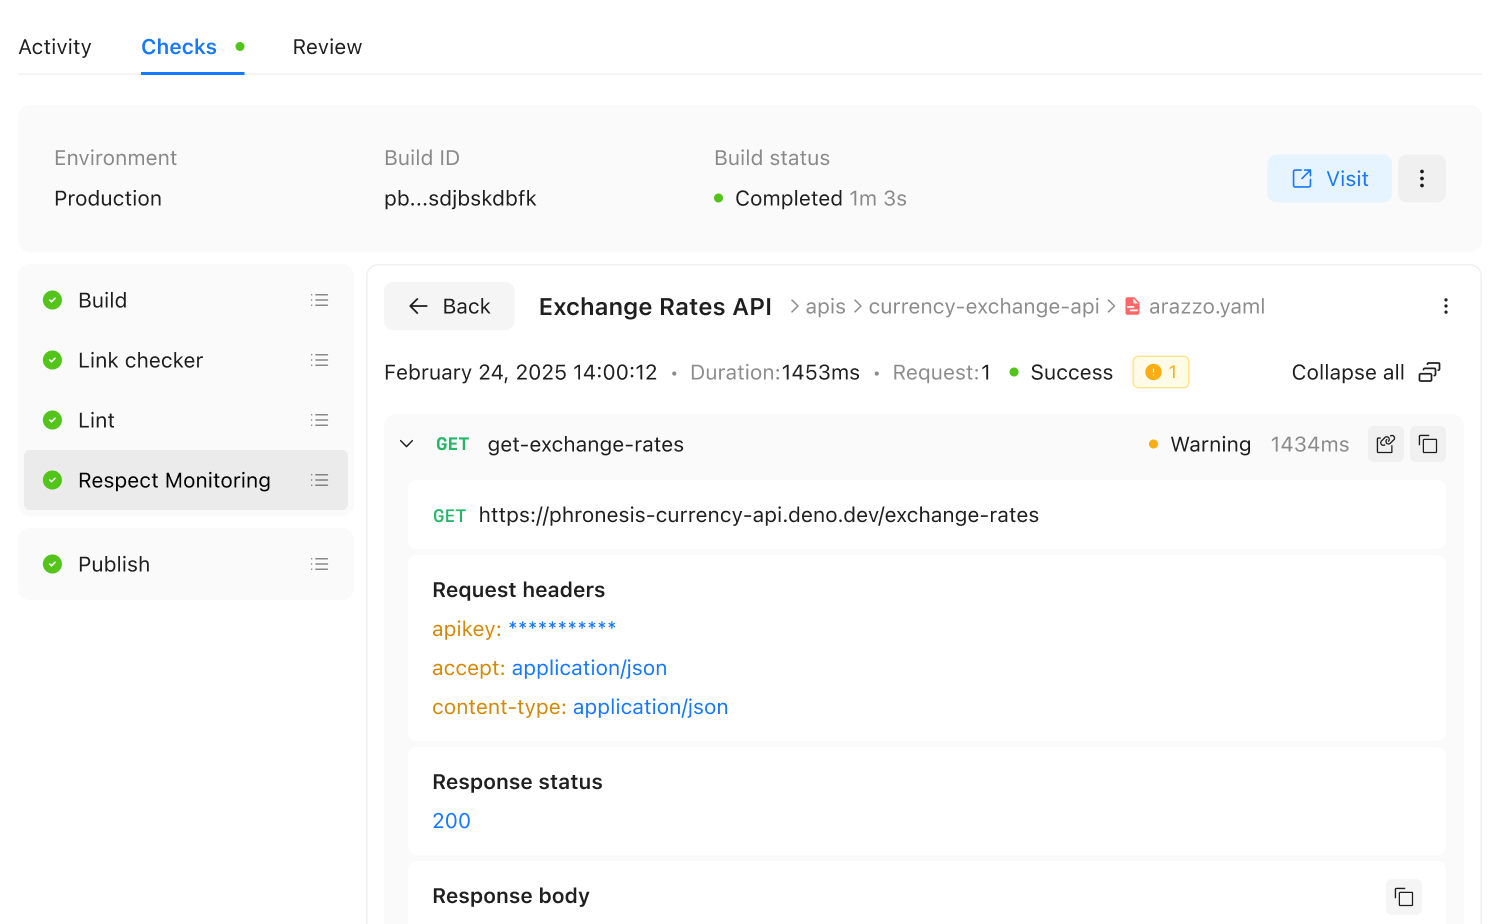 Activity Checks Review
Environment Build ID Build status
Production pb...sdjbskdbfk Completed 1m 3s
Visit
Build
Link checker
Lint
Respect Monitoring
Publish
Back Exchange Rates API > apis > currency-exchange-api > arazzo.yaml
February 24, 2025 14:00:12 • Duration:1453ms • Request:1 Success 1 Collapse all
GET get-exchange-rates Warning 1434ms
GET https://phronesis-currency-api.deno.dev/exchange-rates
Request headers
apikey: ***********
accept: application/json
content-type: application/json
Response status
200
Response body